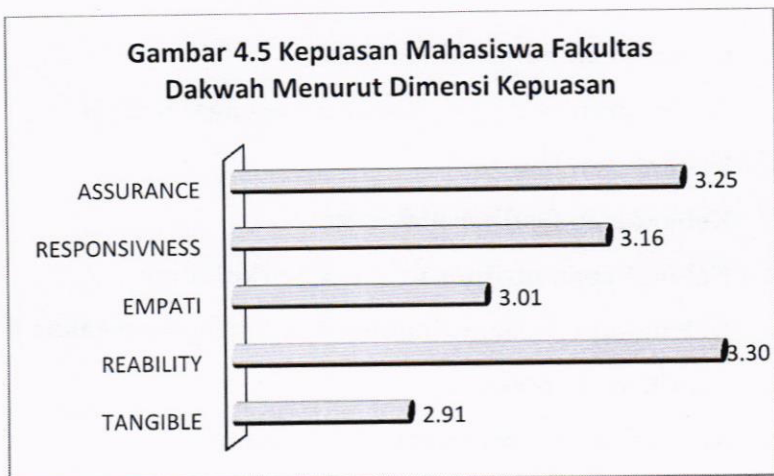 Gambar 4.5 Kepuasan Mahasiswa Fakultas
Dakwah Menurut Dimensi Kepuasan
ASSURANCE 3.25
RESPONSIVNESS 3.16
EMPATI 3.01
REABILITY 3.30
TANGIBLE 2.91